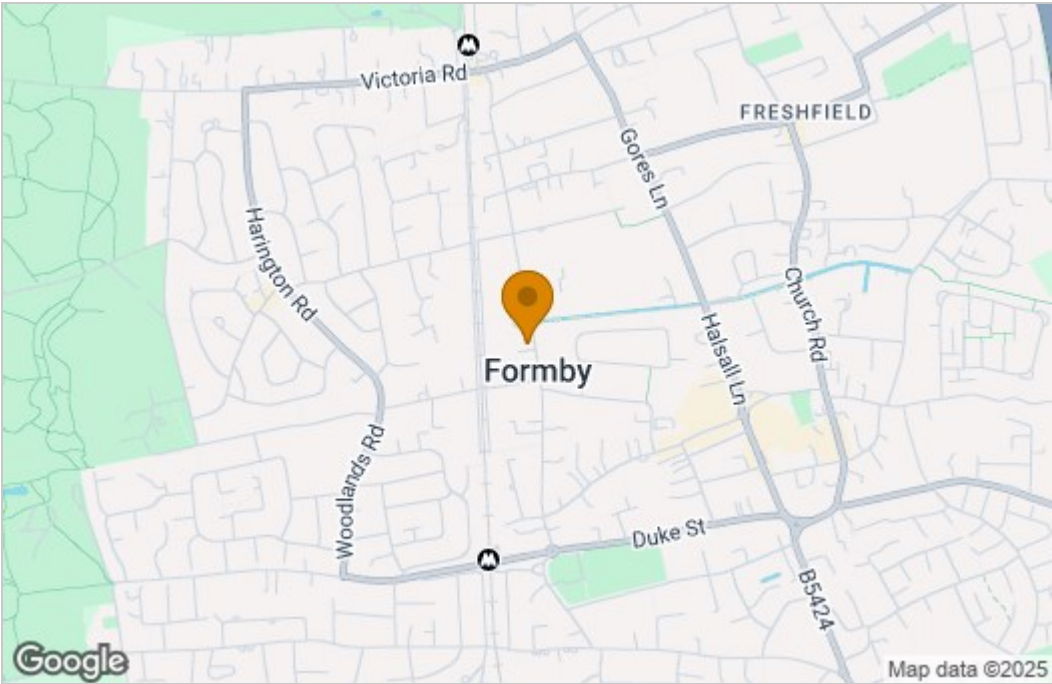 Victoria Rd
FRESHFIELD
Gores Ln
Harington Rd
Church Rd
Halsall Ln
Formby
Woodlands Rd
Duke St
B5424
Google
Map data ©2025